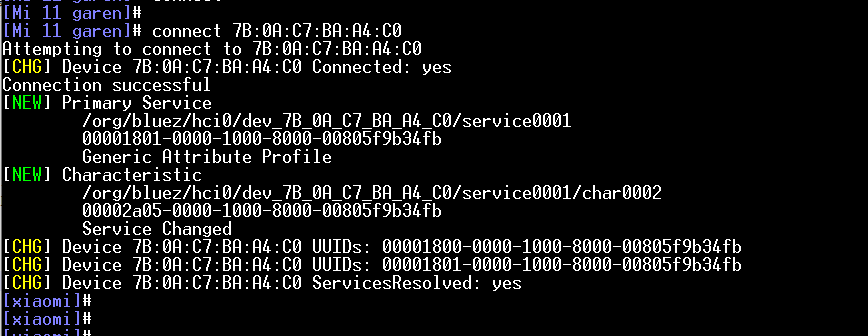 [Mi 11 garen]#
[Mi 11 garen]# connect 7B:0A:C7:BA:A4:C0
Attempting to connect to 7B:0A:C7:BA:A4:C0
[CHG] Device 7B:0A:C7:BA:A4:C0 Connected: yes
Connection successful
[NEW] Primary Service
/org/bluez/hci0/dev_7B_0A_C7_BA_A4_C0/service0001
00001801-0000-1000-8000-00805f9b34fb
Generic Attribute Profile
[NEW] Characteristic
/org/bluez/hci0/dev_7B_0A_C7_BA_A4_C0/service0001/char0002
00002a05-0000-1000-8000-00805f9b34fb
Service Changed
[CHG] Device 7B:0A:C7:BA:A4:C0 UUIDs: 00001800-0000-1000-8000-00805f9b34fb
[CHG] Device 7B:0A:C7:BA:A4:C0 UUIDs: 00001801-0000-1000-8000-00805f9b34fb
[CHG] Device 7B:0A:C7:BA:A4:C0 ServicesResolved: yes
[xiaomi]#
[xiaomi]#
[xiaomi]#